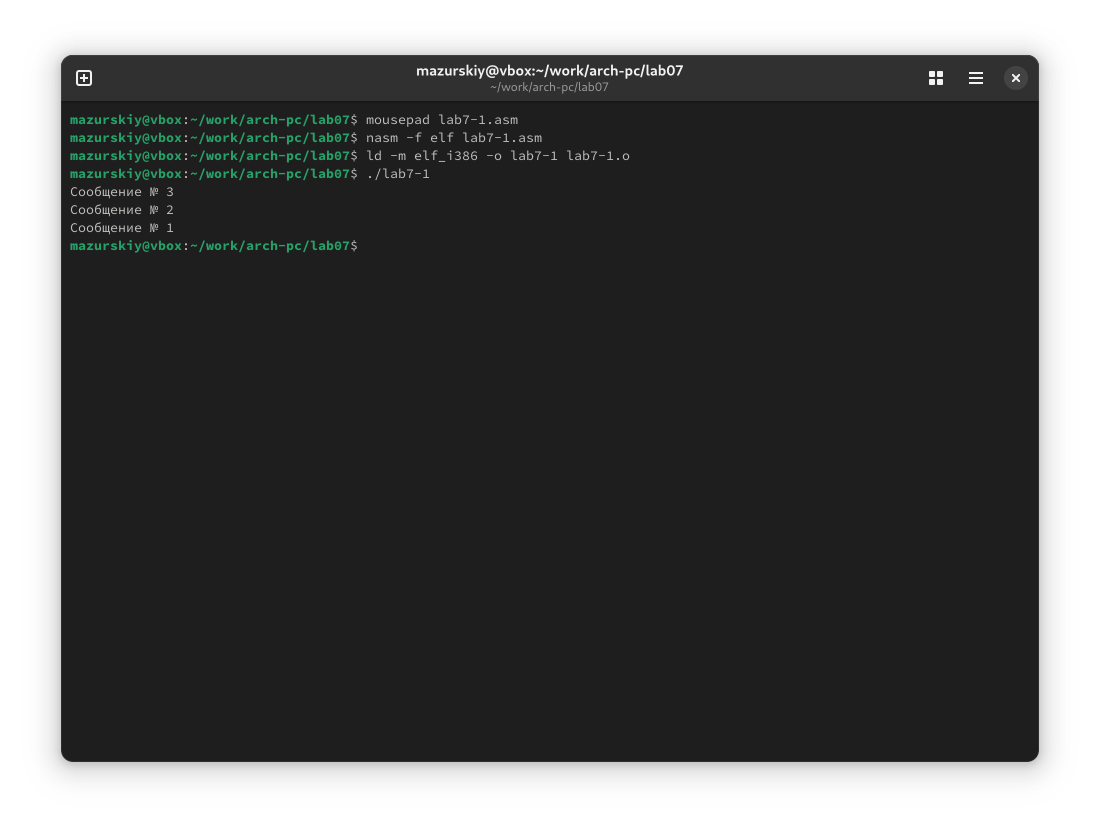 mazurskiy@vbox:~/work/arch-pc/lab07
~/work/arch-pc/lab07
mazurskiy@vbox:~/work/arch-pc/lab07$ mousepad lab7-1.asm
mazurskiy@vbox:~/work/arch-pc/lab07$ nasm -f elf lab7-1.asm
mazurskiy@vbox:~/work/arch-pc/lab07$ ld -m elf_i386 -o lab7-1 lab7-1.o
mazurskiy@vbox:~/work/arch-pc/lab07$ ./lab7-1
Сообщение № 3
Сообщение № 2
Сообщение № 1
mazurskiy@vbox:~/work/arch-pc/lab07$